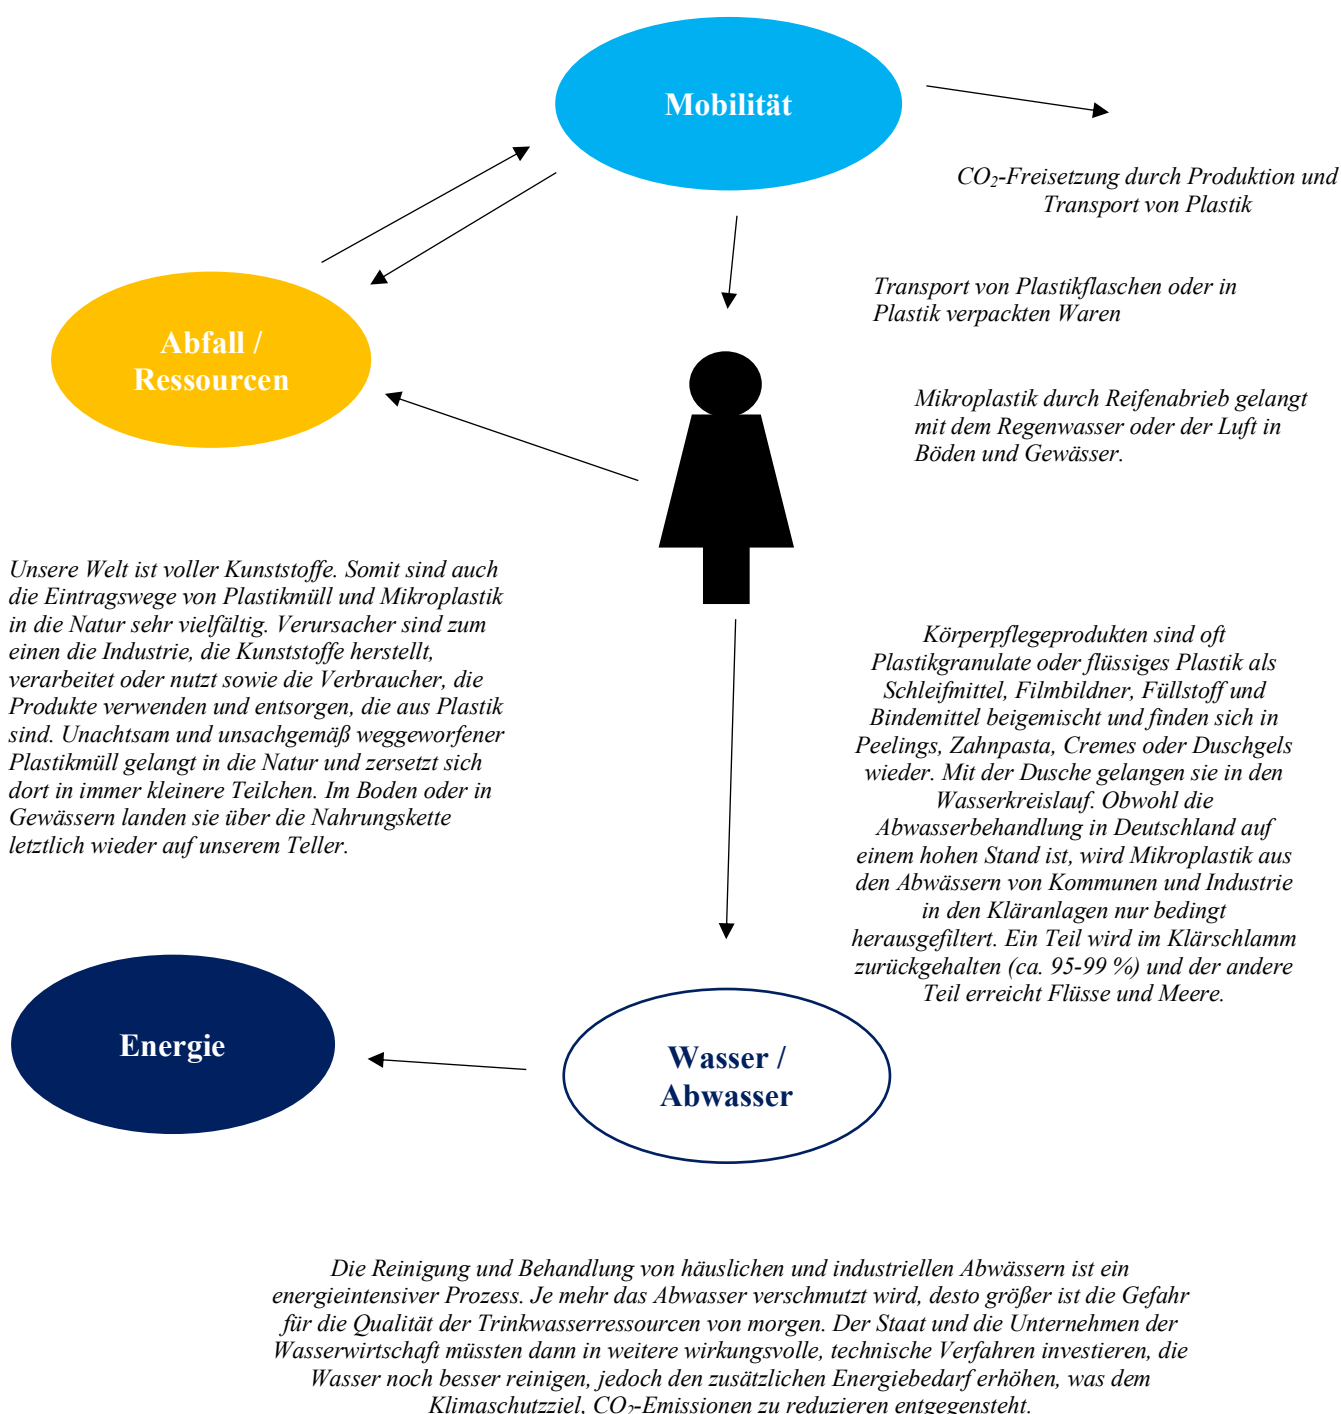 Mobilität
CO₂-Freisetzung durch Produktion und
Transport von Plastik
Transport von Plastikflaschen oder in
Plastik verpackten Waren
Abfall /
Ressourcen
Mikroplastik durch Reifenabrieb gelangt
mit dem Regenwasser oder der Luft in
Böden und Gewässer.
Unsere Welt ist voller Kunststoffe. Somit sind auch
die Eintragswege von Plastikmüll und Mikroplastik
in die Natur sehr vielfältig. Verursacher sind zum
einen die Industrie, die Kunststoffe herstellt,
verarbeitet oder nutzt sowie die Verbraucher, die
Produkte verwenden und entsorgen, die aus Plastik
sind. Unachtsam und unsachgemäß weggeworfener
Plastikmüll gelangt in die Natur und zersetzt sich
dort in immer kleinere Teilchen. Im Boden oder in
Gewässern landen sie über die Nahrungskette
letztlich wieder auf unserem Teller.
Körperpflegeprodukten sind oft
Plastikgranulate oder flüssiges Plastik als
Schleifmittel, Filmbildner, Füllstoff und
Bindemittel beigemischt und finden sich in
Peelings, Zahnpasta, Cremes oder Duschgels
wieder. Mit der Dusche gelangen sie in den
Wasserkreislauf. Obwohl die
Abwasserbehandlung in Deutschland auf
einem hohen Stand ist, wird Mikroplastik aus
den Abwässern von Kommunen und Industrie
in den Kläranlagen nur bedingt
herausgefiltert. Ein Teil wird im Klärschlamm
zurückgehalten (ca. 95-99 %) und der andere
Teil erreicht Flüsse und Meere.
Energie
Wasser /
Abwasser
Die Reinigung und Behandlung von häuslichen und industriellen Abwässern ist ein
energieintensiver Prozess. Je mehr das Abwasser verschmutzt wird, desto größer ist die Gefahr
für die Qualität der Trinkwasserressourcen von morgen. Der Staat und die Unternehmen der
Wasserwirtschaft müssten dann in weitere wirkungsvolle, technische Verfahren investieren, die
Wasser noch besser reinigen, jedoch den zusätzlichen Energiebedarf erhöhen, was dem
Klimaschutzziel, CO₂-Emissionen zu reduzieren entgegensteht.